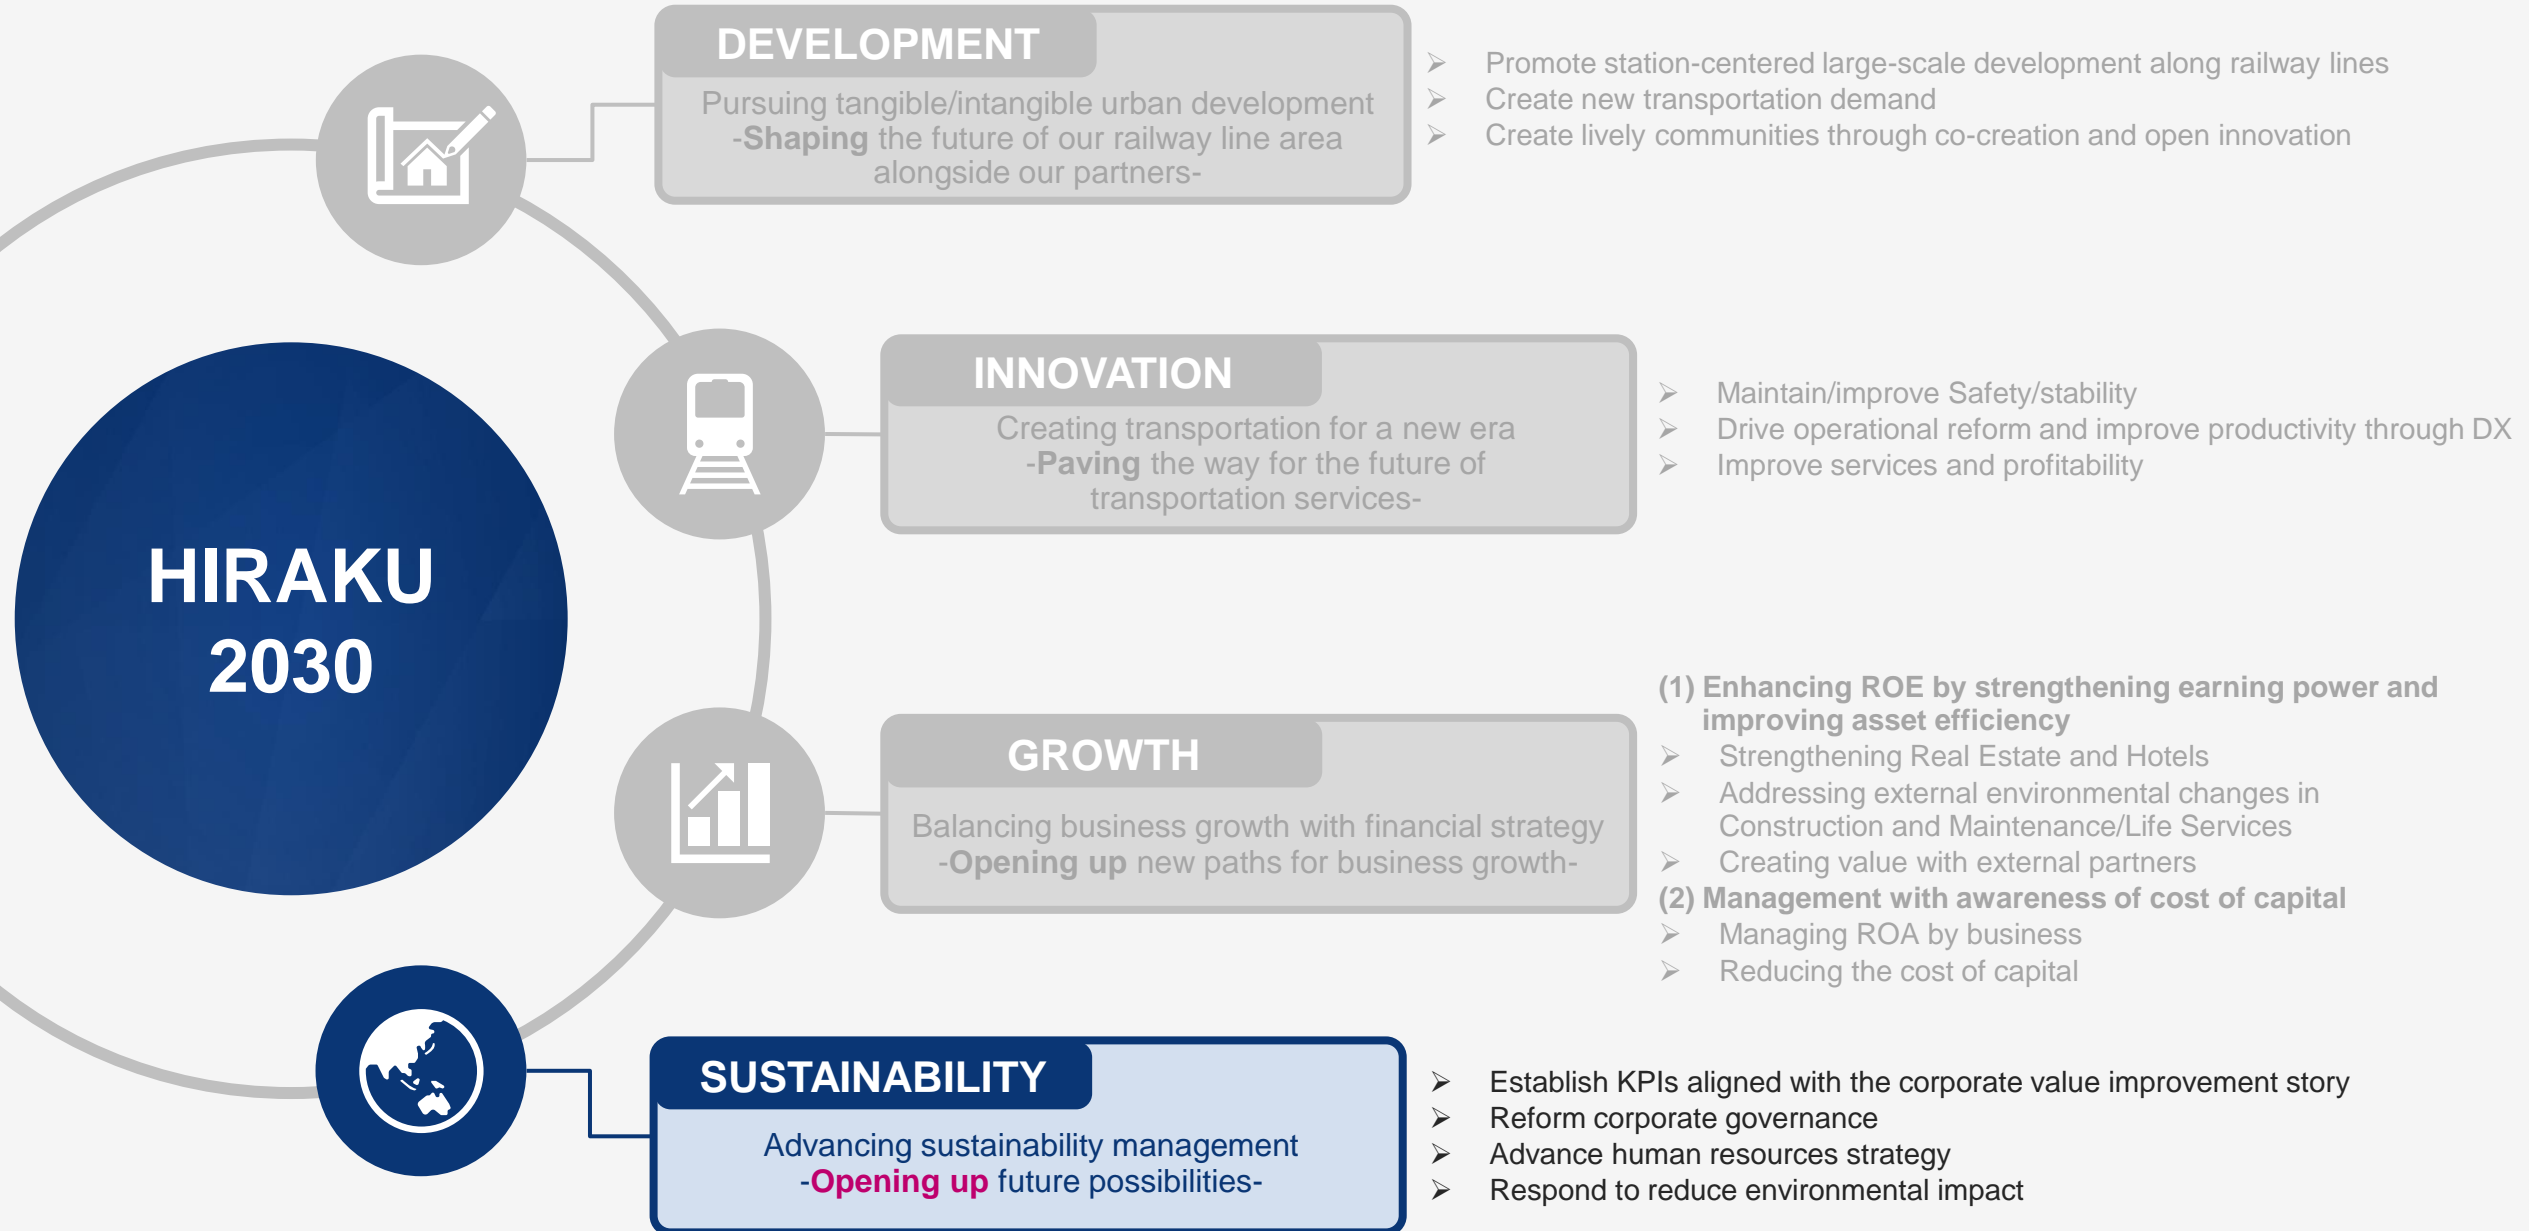 HIRAKU
2030
DEVELOPMENT
Pursuing tangible/intangible urban development
-Shaping the future of our railway line area
alongside our partners-
➢ Promote station-centered large-scale development along railway lines
➢ Create new transportation demand
➢ Create lively communities through co-creation and open innovation
INNOVATION
Creating transportation for a new era
-Paving the way for the future of
transportation services-
➢ Maintain/improve Safety/stability
➢ Drive operational reform and improve productivity through DX
➢ Improve services and profitability
GROWTH
Balancing business growth with financial strategy
-Opening up new paths for business growth-
(1) Enhancing ROE by strengthening earning power and
improving asset efficiency
➢ Strengthening Real Estate and Hotels
➢ Addressing external environmental changes in
Construction and Maintenance/Life Services
➢ Creating value with external partners
(2) Management with awareness of cost of capital
➢ Managing ROA by business
➢ Reducing the cost of capital
SUSTAINABILITY
Advancing sustainability management
-Opening up future possibilities-
➢ Establish KPIs aligned with the corporate value improvement story
➢ Reform corporate governance
➢ Advance human resources strategy
➢ Respond to reduce environmental impact